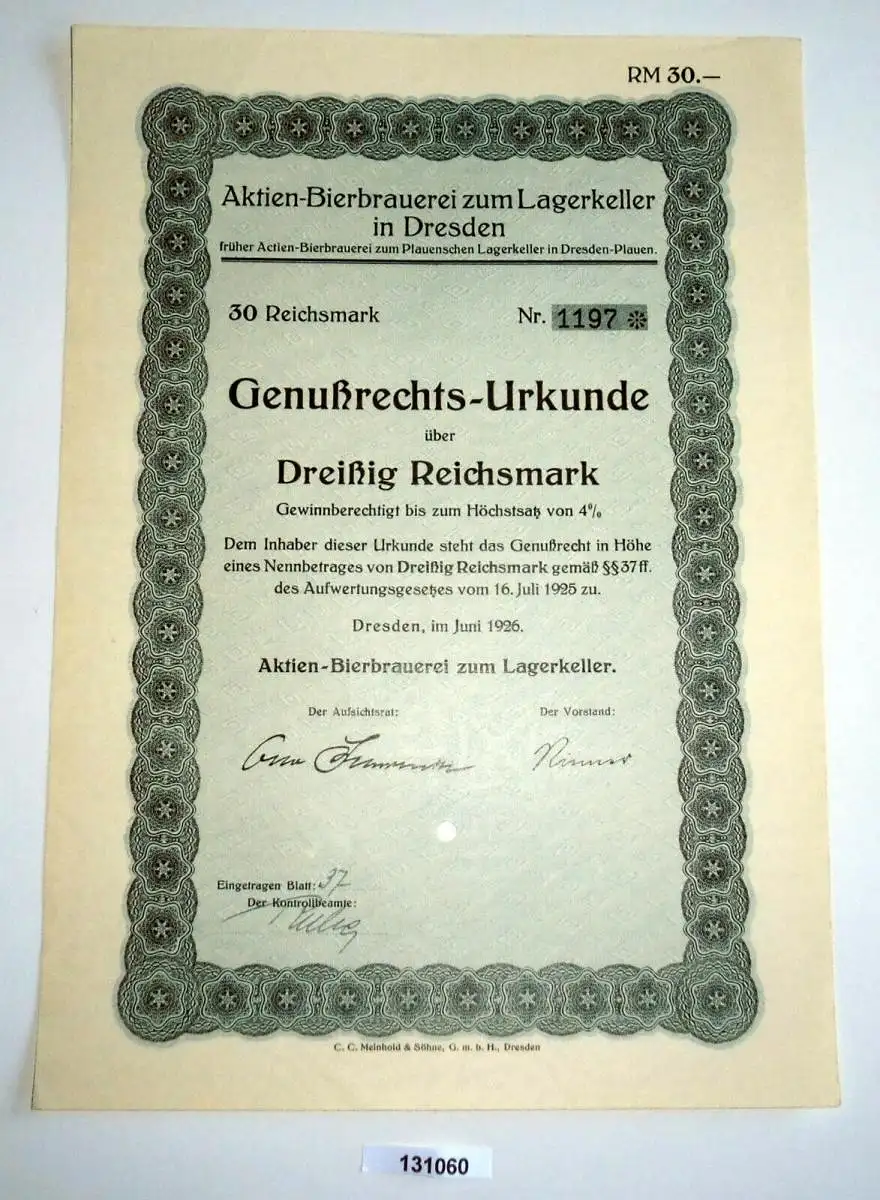 RM 30.—
Aktien-Bierbrauerei zum Lagerkeller
in Dresden
früher Actien-Bierbrauerei zum Plauenschen Lagerkeller in Dresden-Plauen.
30 Reichsmark
Nr. 1197 ✻
Genußrechts-Urkunde
über
Dreißig Reichsmark
Gewinnberechtigt bis zum Höchstsatz von 4%
Dem Inhaber dieser Urkunde steht das Genußrecht in Höhe
eines Nennbetrages von Dreißig Reichsmark gemäß §§ 37 ff.
des Aufwertungsgesetzes vom 16. Juli 1925 zu.
Dresden, im Juni 1926.
Aktien-Bierbrauerei zum Lagerkeller.
Der Aufsichtsrat:
Der Vorstand:
Eingetragen Blatt: 37
Der Kontrollbeamte:
C. C. Meinhold & Söhne, G. m. b. H., Dresden
131060